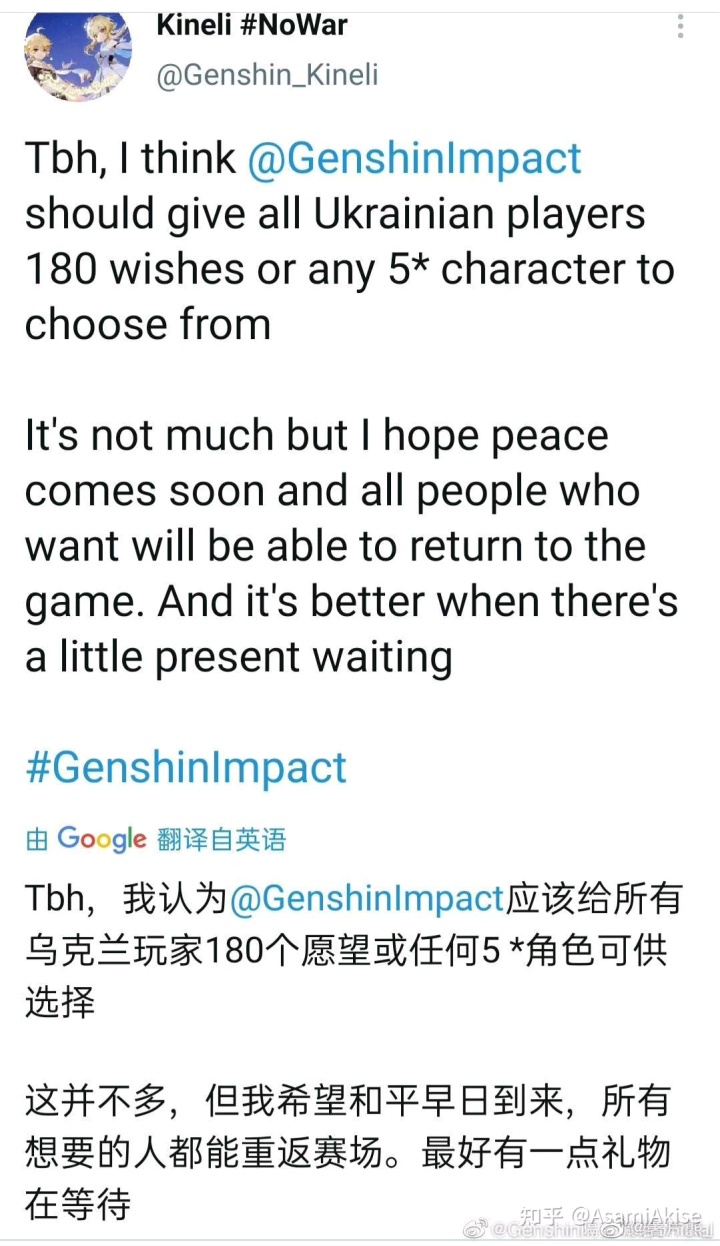 Kineli #NoWar
@Genshin_Kineli
Tbh, I think @GenshinImpact
should give all Ukrainian players
180 wishes or any 5* character to
choose from
It's not much but I hope peace
comes soon and all people who
want will be able to return to the
game. And it's better when there's
a little present waiting
#GenshinImpact
由 Google 翻译自英语
Tbh，我认为@GenshinImpact应该给所有
乌克兰玩家180个愿望或任何5 *角色可供
选择
这并不多，但我希望和平早日到来，所有
想要的人都能重返赛场。最好有一点礼物
在等待
知乎 @AsamiAkise